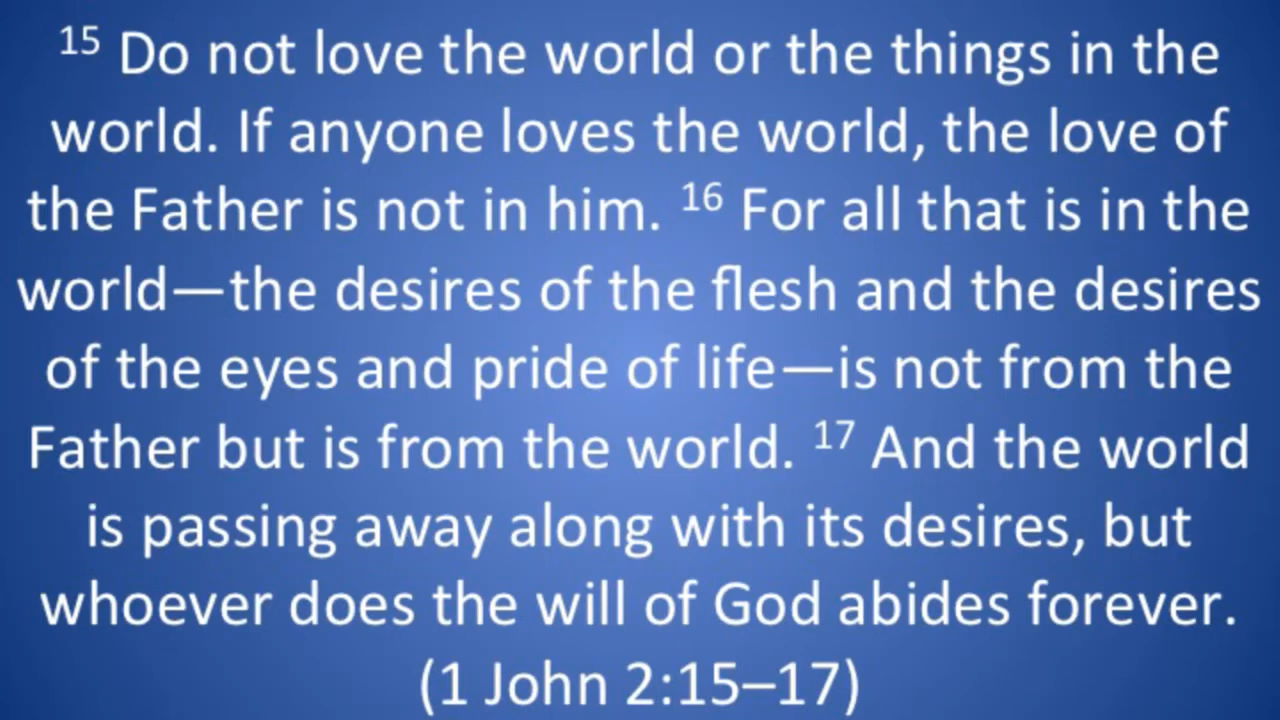 15 Do not love the world or the things in the
world. If anyone loves the world, the love of
the Father is not in him. 16 For all that is in the
world—the desires of the flesh and the desires
of the eyes and pride of life—is not from the
Father but is from the world. 17 And the world
is passing away along with its desires, but
whoever does the will of God abides forever.
(1 John 2:15–17)